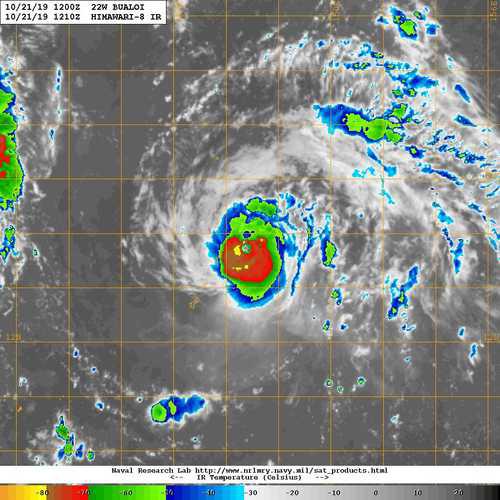 10/21/19 1200Z 22W BUALOI
10/21/19 1210Z HIMAWARI-8 IR
12N
Naval Research Lab http://www.nrlmry.navy.mil/sat_products.html
<-- IR Temperature (Celsius) -->
-80 -70 -60 -50 -40 -30 -20 -10 0 10 20